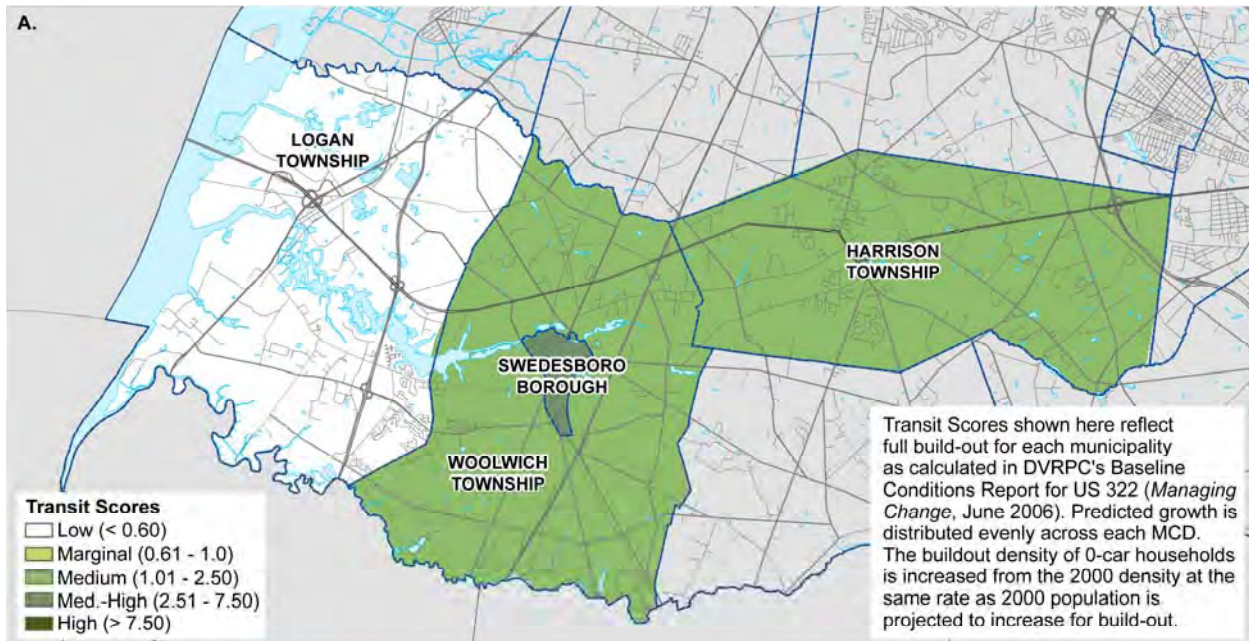 A.
LOGAN
TOWNSHIP
HARRISON
TOWNSHIP
SWEDESBORO
BOROUGH
WOOLWICH
TOWNSHIP
Transit Scores
Low (< 0.60)
Marginal (0.61 - 1.0)
Medium (1.01 - 2.50)
Med.-High (2.51 - 7.50)
High (> 7.50)
Transit Scores shown here reflect
full build-out for each municipality
as calculated in DVRPC's Baseline
Conditions Report for US 322 (Managing
Change, June 2006). Predicted growth is
distributed evenly across each MCD.
The buildout density of 0-car households
is increased from the 2000 density at the
same rate as 2000 population is
projected to increase for build-out.